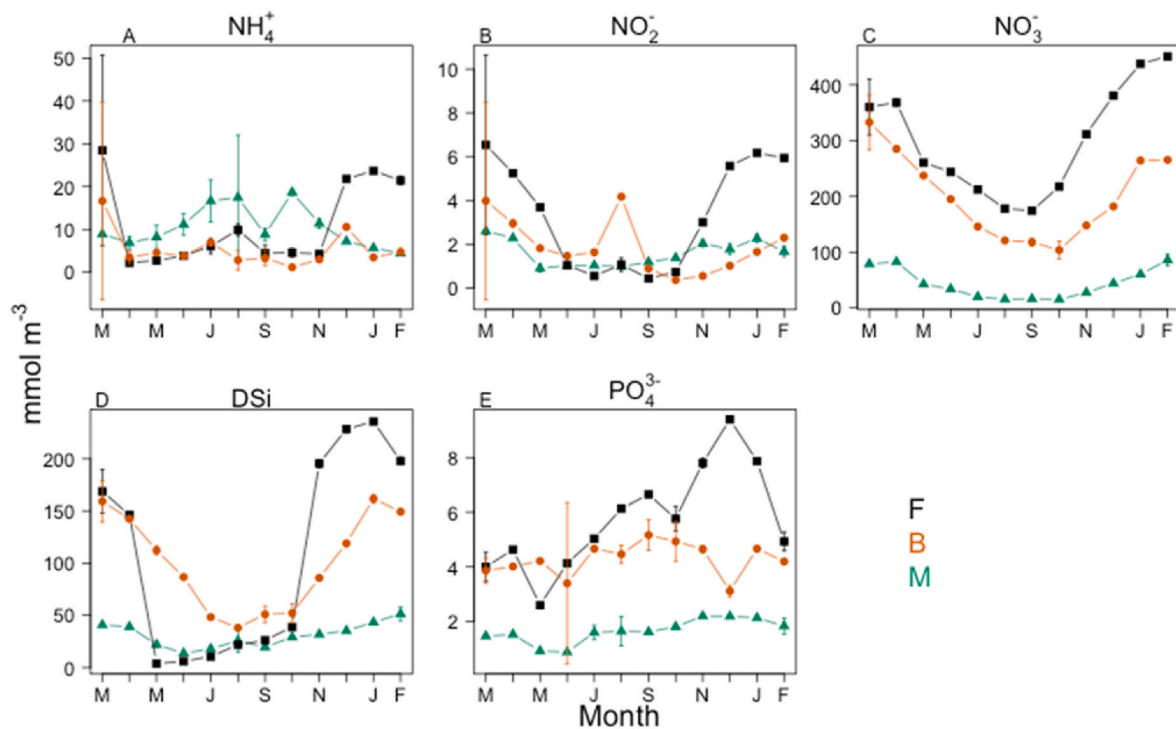 A NH₄⁺
B NO₂⁻
C NO₃⁻
50
40
30
20
10
0
10
8
6
4
2
0
400
300
200
100
0
M M J S N J F
M M J S N J F
M M J S N J F
mmol m⁻³
D DSi
E PO₄³⁻
200
150
100
50
0
8
6
4
2
F
B
M
M M J S N J F
M M J S N J F
Month